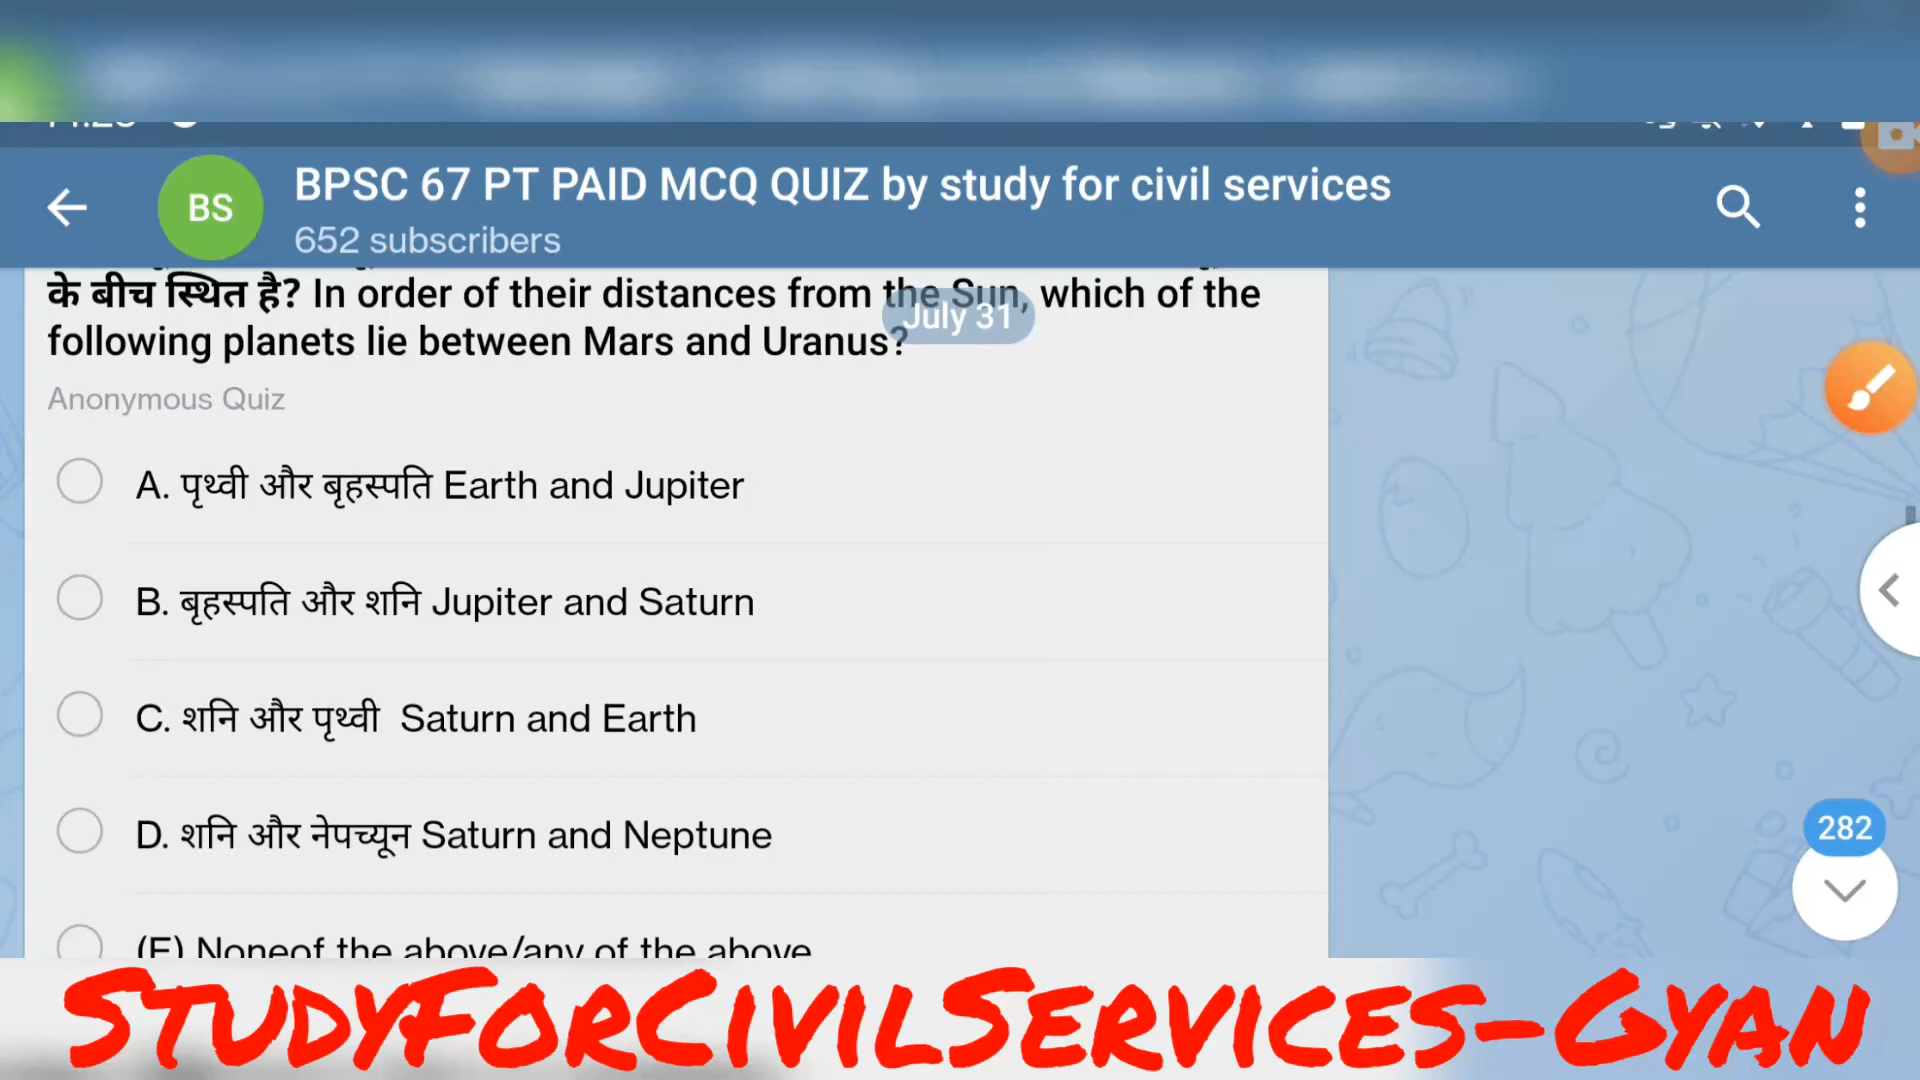 BS
BPSC 67 PT PAID MCQ QUIZ by study for civil services
652 subscribers
के बीच स्थित है? In order of their distances from the Sun, which of the
July 31
following planets lie between Mars and Uranus?
Anonymous Quiz
A. पृथ्वी और बृहस्पति Earth and Jupiter
B. बृहस्पति और शनि Jupiter and Saturn
C. शनि और पृथ्वी Saturn and Earth
D. शनि और नेपच्यून Saturn and Neptune
282
(E) Noneof the above/any of the above
StudyForCivilServices-Gyan